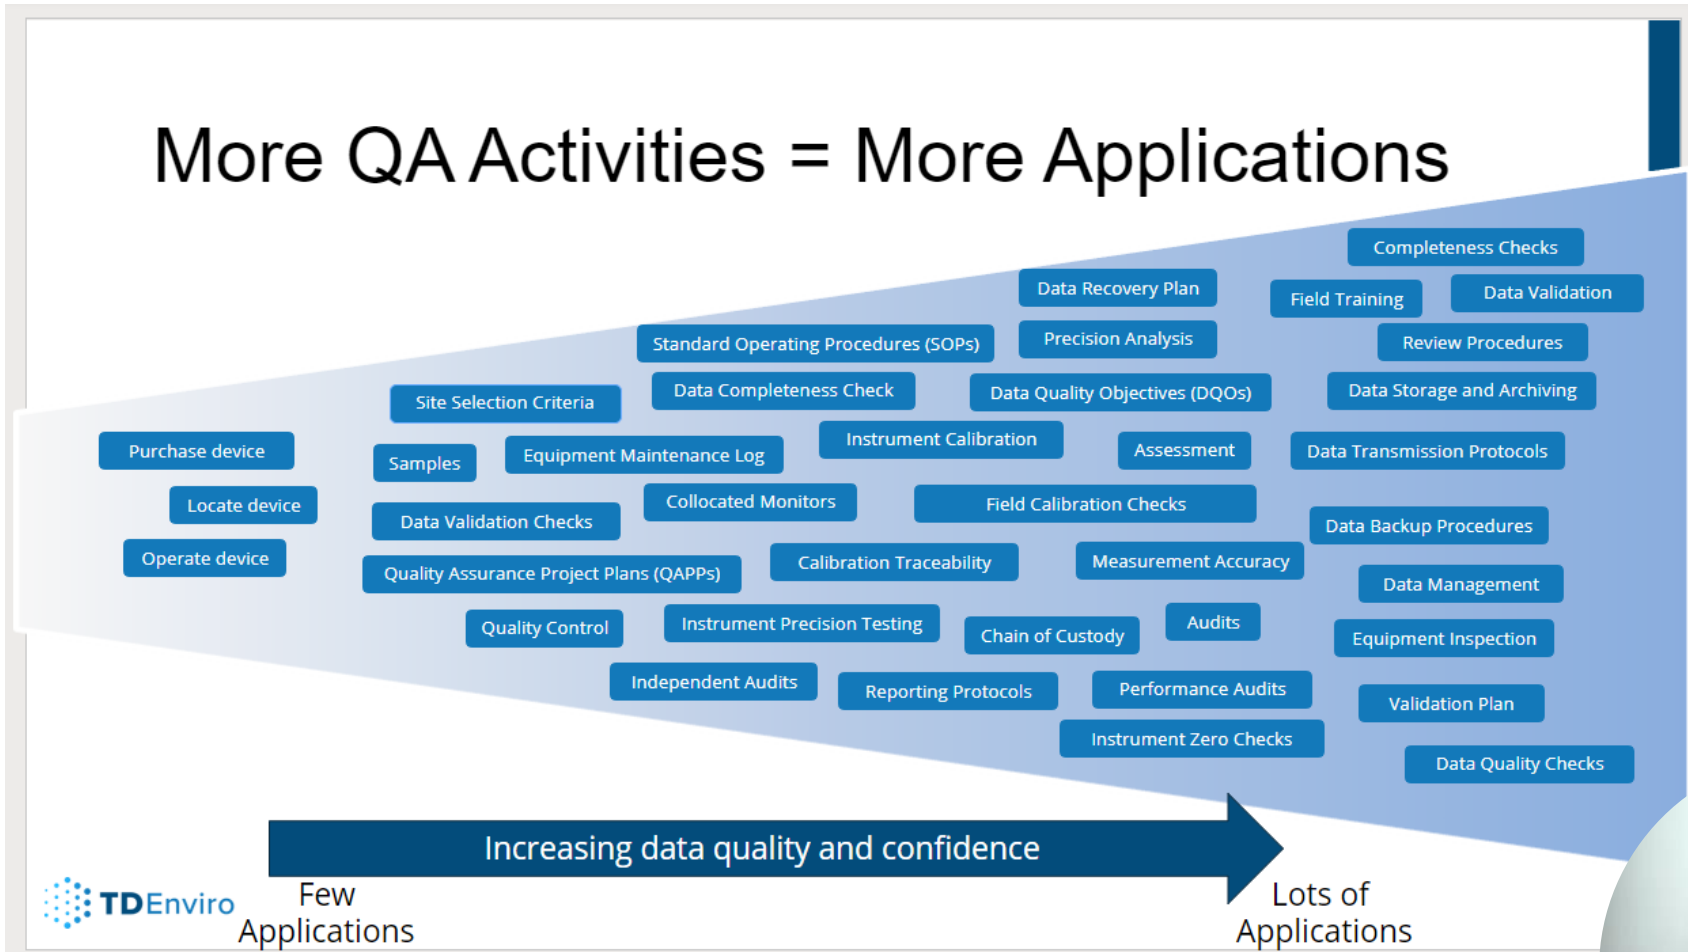 More QA Activities = More Applications
Completeness Checks
Data Recovery Plan
Field Training
Data Validation
Standard Operating Procedures (SOPs)
Precision Analysis
Review Procedures
Site Selection Criteria
Data Completeness Check
Data Quality Objectives (DQOs)
Data Storage and Archiving
Purchase device
Samples
Equipment Maintenance Log
Instrument Calibration
Assessment
Data Transmission Protocols
Locate device
Data Validation Checks
Collocated Monitors
Field Calibration Checks
Data Backup Procedures
Operate device
Quality Assurance Project Plans (QAPPs)
Calibration Traceability
Measurement Accuracy
Data Management
Quality Control
Instrument Precision Testing
Chain of Custody
Audits
Equipment Inspection
Independent Audits
Reporting Protocols
Performance Audits
Validation Plan
Instrument Zero Checks
Data Quality Checks
Increasing data quality and confidence
TDEnviro
Few
Applications
Lots of
Applications